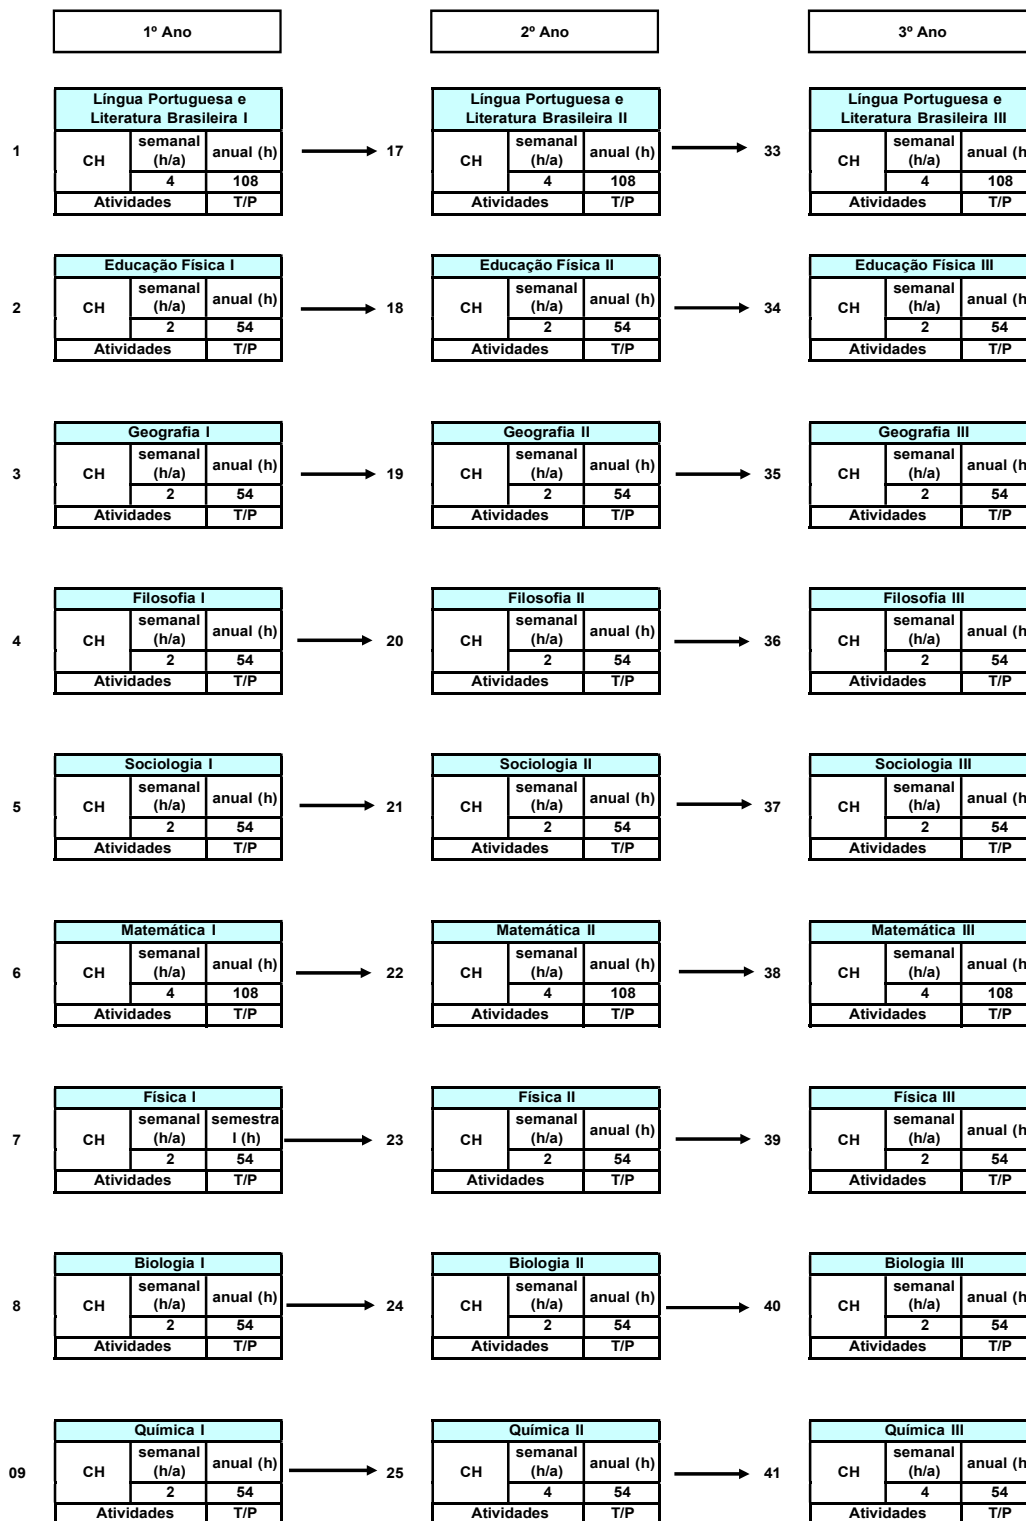 1º Ano 2º Ano 3º Ano
Língua Portuguesa e Língua Portuguesa e Língua Portuguesa e
Literatura Brasileira I Literatura Brasileira II Literatura Brasileira III
1 CH semanal (h/a) anual (h) 17 CH semanal (h/a) anual (h) 33 CH semanal (h/a) anual (h
4 108 4 108 4 108
Atividades T/P Atividades T/P Atividades T/P
Educação Física I Educação Física II Educação Física III
2 CH semanal (h/a) anual (h) 18 CH semanal (h/a) anual (h) 34 CH semanal (h/a) anual (h
2 54 2 54 2 54
Atividades T/P Atividades T/P Atividades T/P
Geografia I Geografia II Geografia III
3 CH semanal (h/a) anual (h) 19 CH semanal (h/a) anual (h) 35 CH semanal (h/a) anual (h
2 54 2 54 2 54
Atividades T/P Atividades T/P Atividades T/P
Filosofia I Filosofia II Filosofia III
4 CH semanal (h/a) anual (h) 20 CH semanal (h/a) anual (h) 36 CH semanal (h/a) anual (h
2 54 2 54 2 54
Atividades T/P Atividades T/P Atividades T/P
Sociologia I Sociologia II Sociologia III
5 CH semanal (h/a) anual (h) 21 CH semanal (h/a) anual (h) 37 CH semanal (h/a) anual (h
2 54 2 54 2 54
Atividades T/P Atividades T/P Atividades T/P
Matemática I Matemática II Matemática III
6 CH semanal (h/a) anual (h) 22 CH semanal (h/a) anual (h) 38 CH semanal (h/a) anual (h
4 108 4 108 4 108
Atividades T/P Atividades T/P Atividades T/P
Física I Física II Física III
7 CH semanal (h/a) semestra l (h) 23 CH semanal (h/a) anual (h) 39 CH semanal (h/a) anual (h
2 54 2 54 2 54
Atividades T/P Atividades T/P Atividades T/P
Biologia I Biologia II Biologia III
8 CH semanal (h/a) anual (h) 24 CH semanal (h/a) anual (h) 40 CH semanal (h/a) anual (h
2 54 2 54 2 54
Atividades T/P Atividades T/P Atividades T/P
Química I Química II Química III
09 CH semanal (h/a) anual (h) 25 CH semanal (h/a) anual (h) 41 CH semanal (h/a) anual (h
2 54 4 54 4 54
Atividades T/P Atividades T/P Atividades T/P